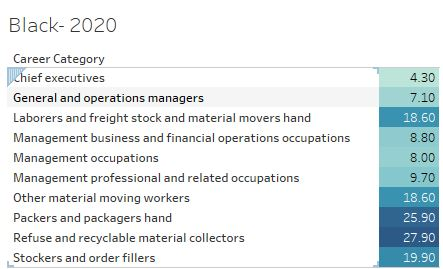 Black- 2020
Career Category
Chief executives 4.30
General and operations managers 7.10
Laborers and freight stock and material movers hand 18.60
Management business and financial operations occupations 8.80
Management occupations 8.00
Management professional and related occupations 9.70
Other material moving workers 18.60
Packers and packagers hand 25.90
Refuse and recyclable material collectors 27.90
Stockers and order fillers 19.90